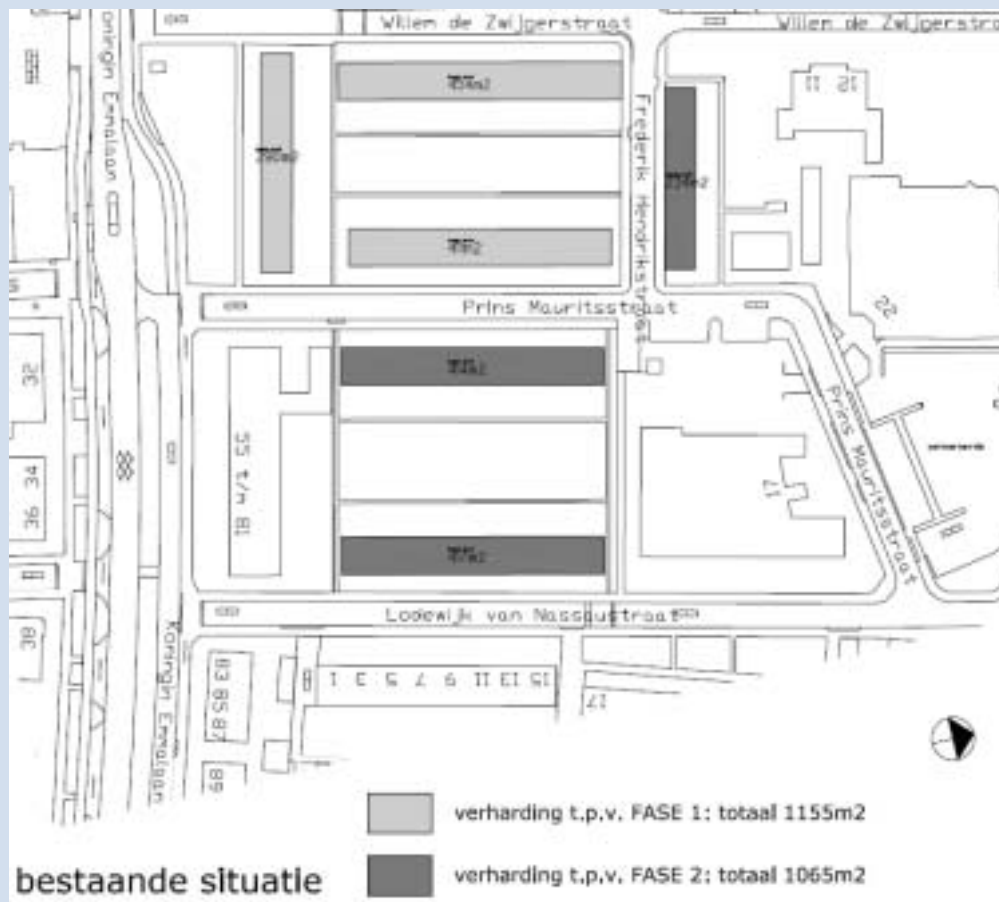 Willem de Zwijgerstraat
Willem de Zwijgerstraat
Koningin Emmalaan
Frederik Hendrikstraat
11
12
22
Prins Mauritsstraat
32
34
36
38
55 t/m 81
17
Prins Mauritsstraat
Lodewijk van Nassaustraat
Koningin Emmalaan
83 85 87
89
1 3 5 7 9 11 13 15
17
verharding t.p.v. FASE 1: totaal 1155m2
verharding t.p.v. FASE 2: totaal 1065m2
bestaande situatie